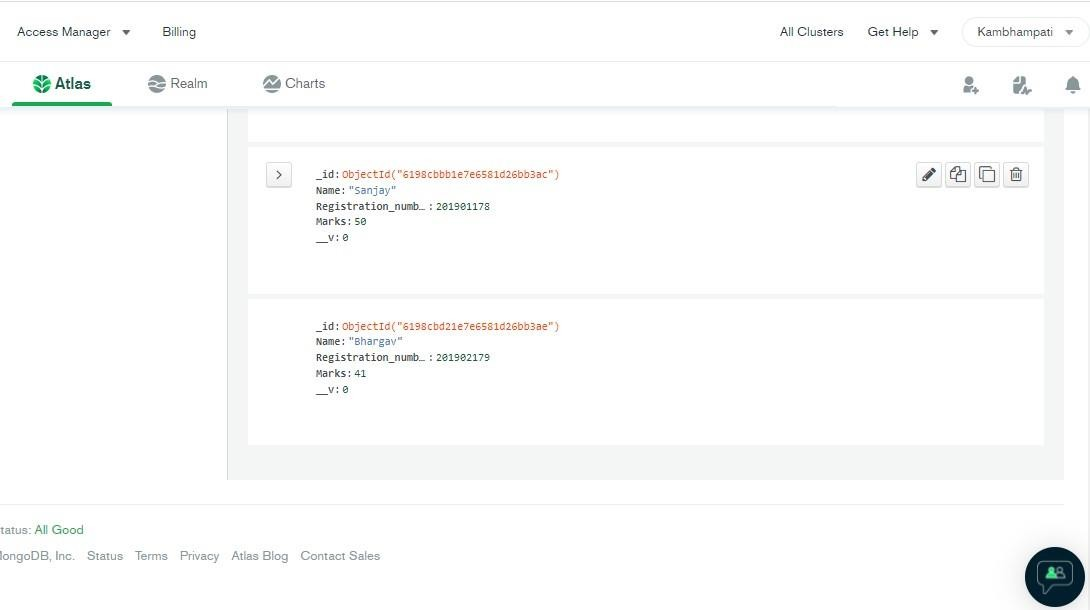 Access Manager Billing All Clusters Get Help Kambhampati
Atlas Realm Charts
_id: ObjectId("6198cbbb1e7e6581d26bb3ac")
Name: "Sanjay"
Registration_numb… : 201901178
Marks: 50
__v: 0
_id: ObjectId("6198cbd21e7e6581d26bb3ae")
Name: "Bhargav"
Registration_numb… : 201902179
Marks: 41
__v: 0
tatus: All Good
MongoDB, Inc. Status Terms Privacy Atlas Blog Contact Sales